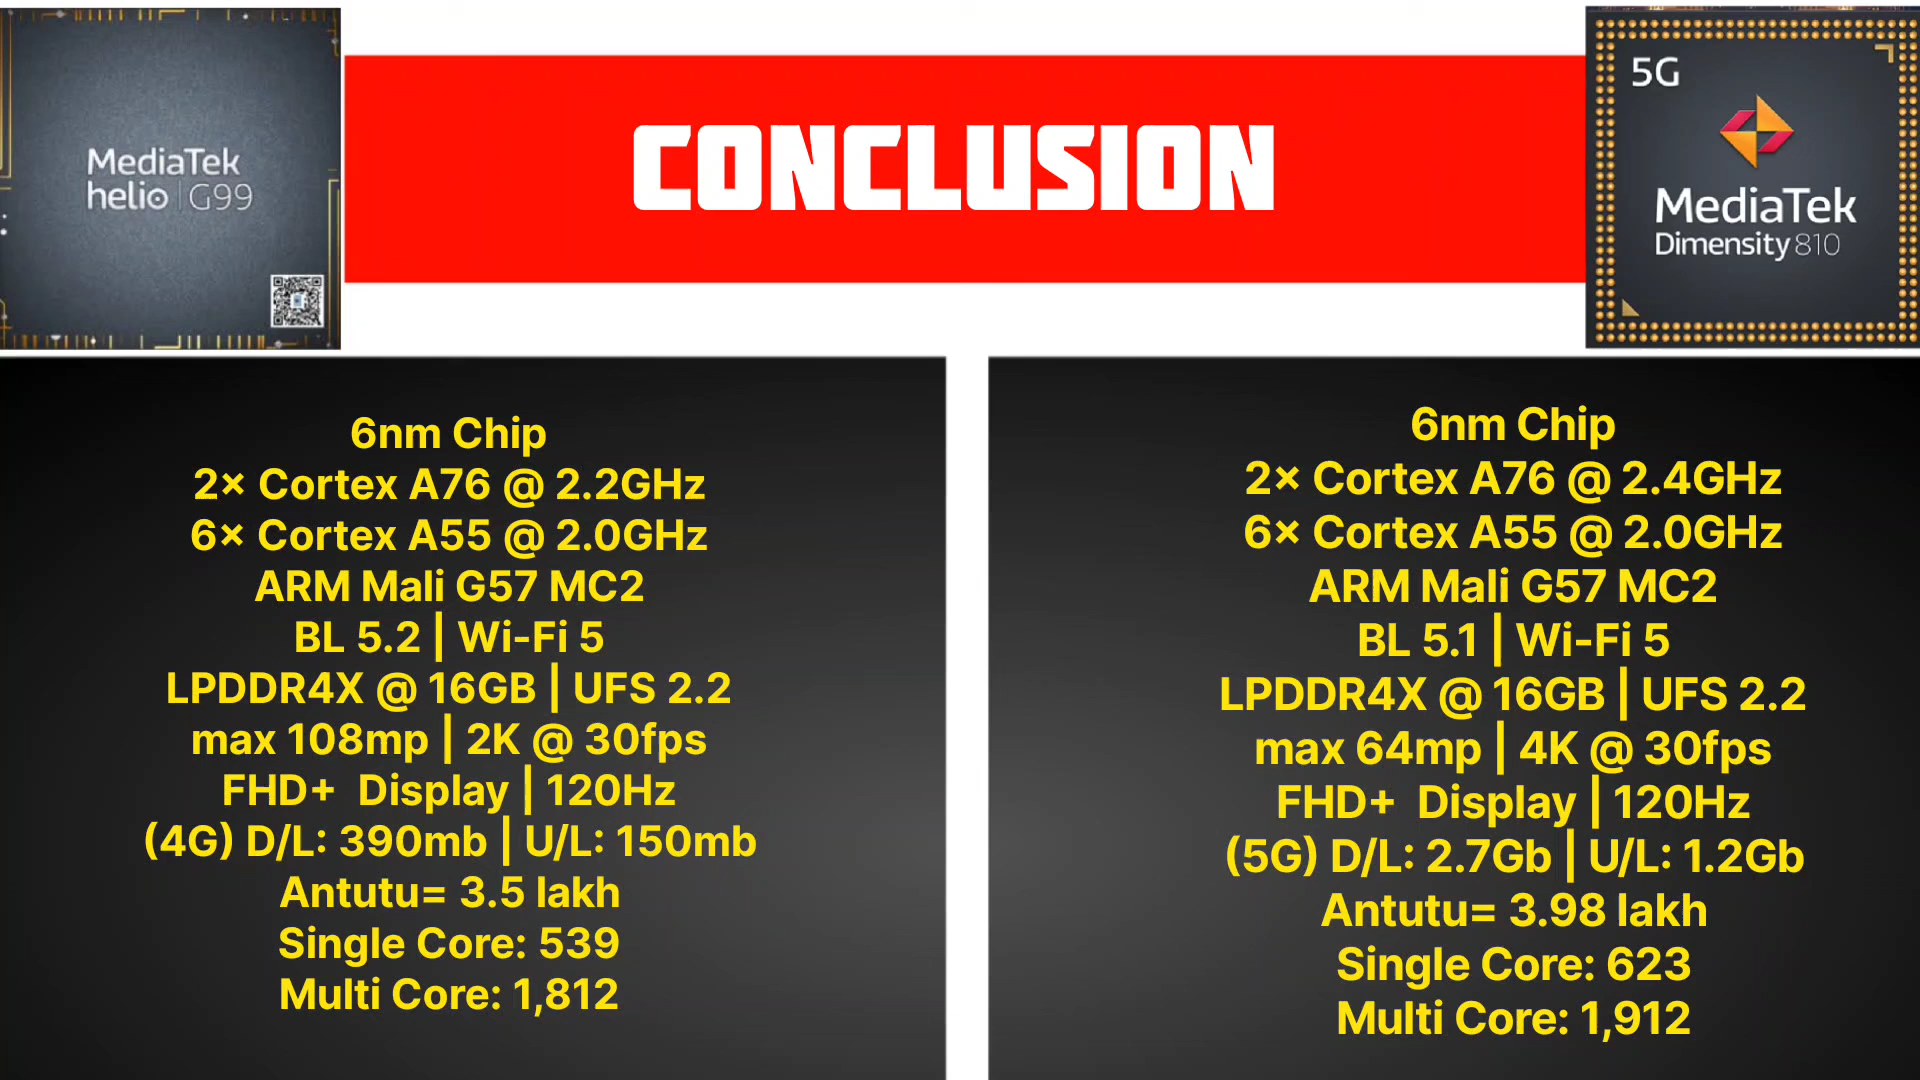 MediaTek
helio | G99
CONCLUSION
5G
MediaTek
Dimensity 810
6nm Chip
2× Cortex A76 @ 2.2GHz
6× Cortex A55 @ 2.0GHz
ARM Mali G57 MC2
BL 5.2 | Wi-Fi 5
LPDDR4X @ 16GB | UFS 2.2
max 108mp | 2K @ 30fps
FHD+  Display | 120Hz
(4G) D/L: 390mb | U/L: 150mb
Antutu= 3.5 lakh
Single Core: 539
Multi Core: 1,812
6nm Chip
2× Cortex A76 @ 2.4GHz
6× Cortex A55 @ 2.0GHz
ARM Mali G57 MC2
BL 5.1 | Wi-Fi 5
LPDDR4X @ 16GB | UFS 2.2
max 64mp | 4K @ 30fps
FHD+  Display | 120Hz
(5G) D/L: 2.7Gb | U/L: 1.2Gb
Antutu= 3.98 lakh
Single Core: 623
Multi Core: 1,912